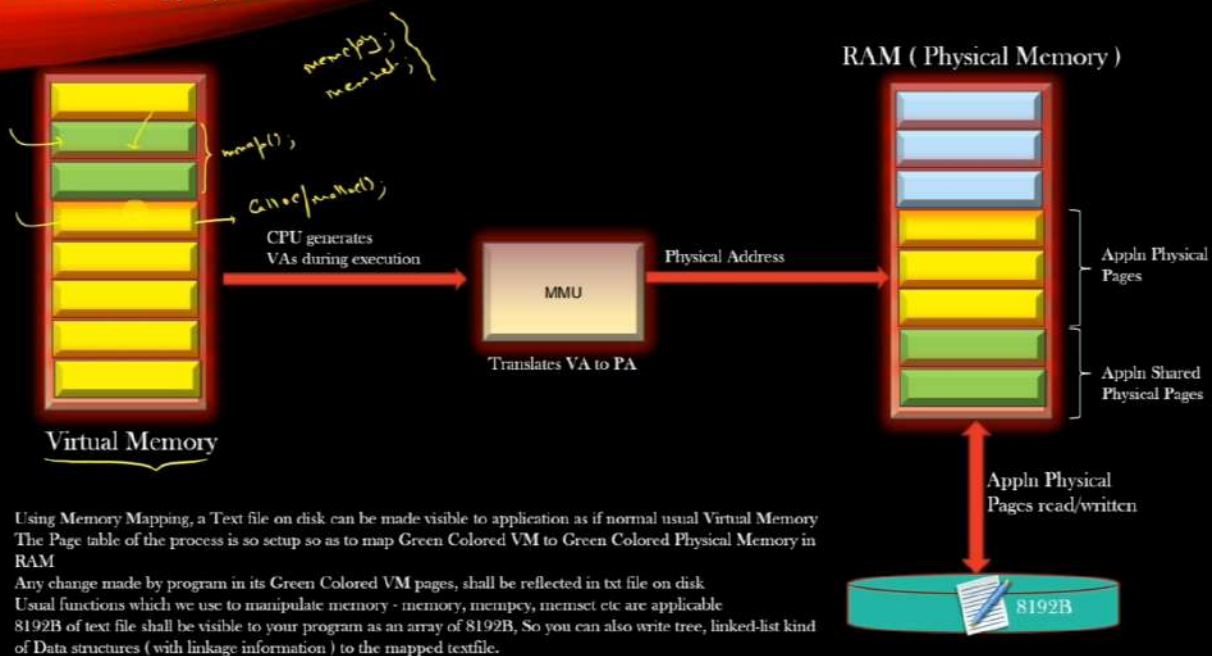 memcpy;
memset;
RAM ( Physical Memory )
mmap();
calloc/malloc();
CPU generates
VAs during execution
MMU
Physical Address
Translates VA to PA
Appln Physical
Pages
Appln Shared
Physical Pages
Virtual Memory
Appln Physical
Pages read/written
8192B
Using Memory Mapping, a Text file on disk can be made visible to application as if normal usual Virtual Memory
The Page table of the process is so setup so as to map Green Colored VM to Green Colored Physical Memory in
RAM
Any change made by program in its Green Colored VM pages, shall be reflected in txt file on disk
Usual functions which we use to manipulate memory - memory, mempcy, memset etc are applicable
8192B of text file shall be visible to your program as an array of 8192B, So you can also write tree, linked-list kind
of Data structures ( with linkage information ) to the mapped textfile.